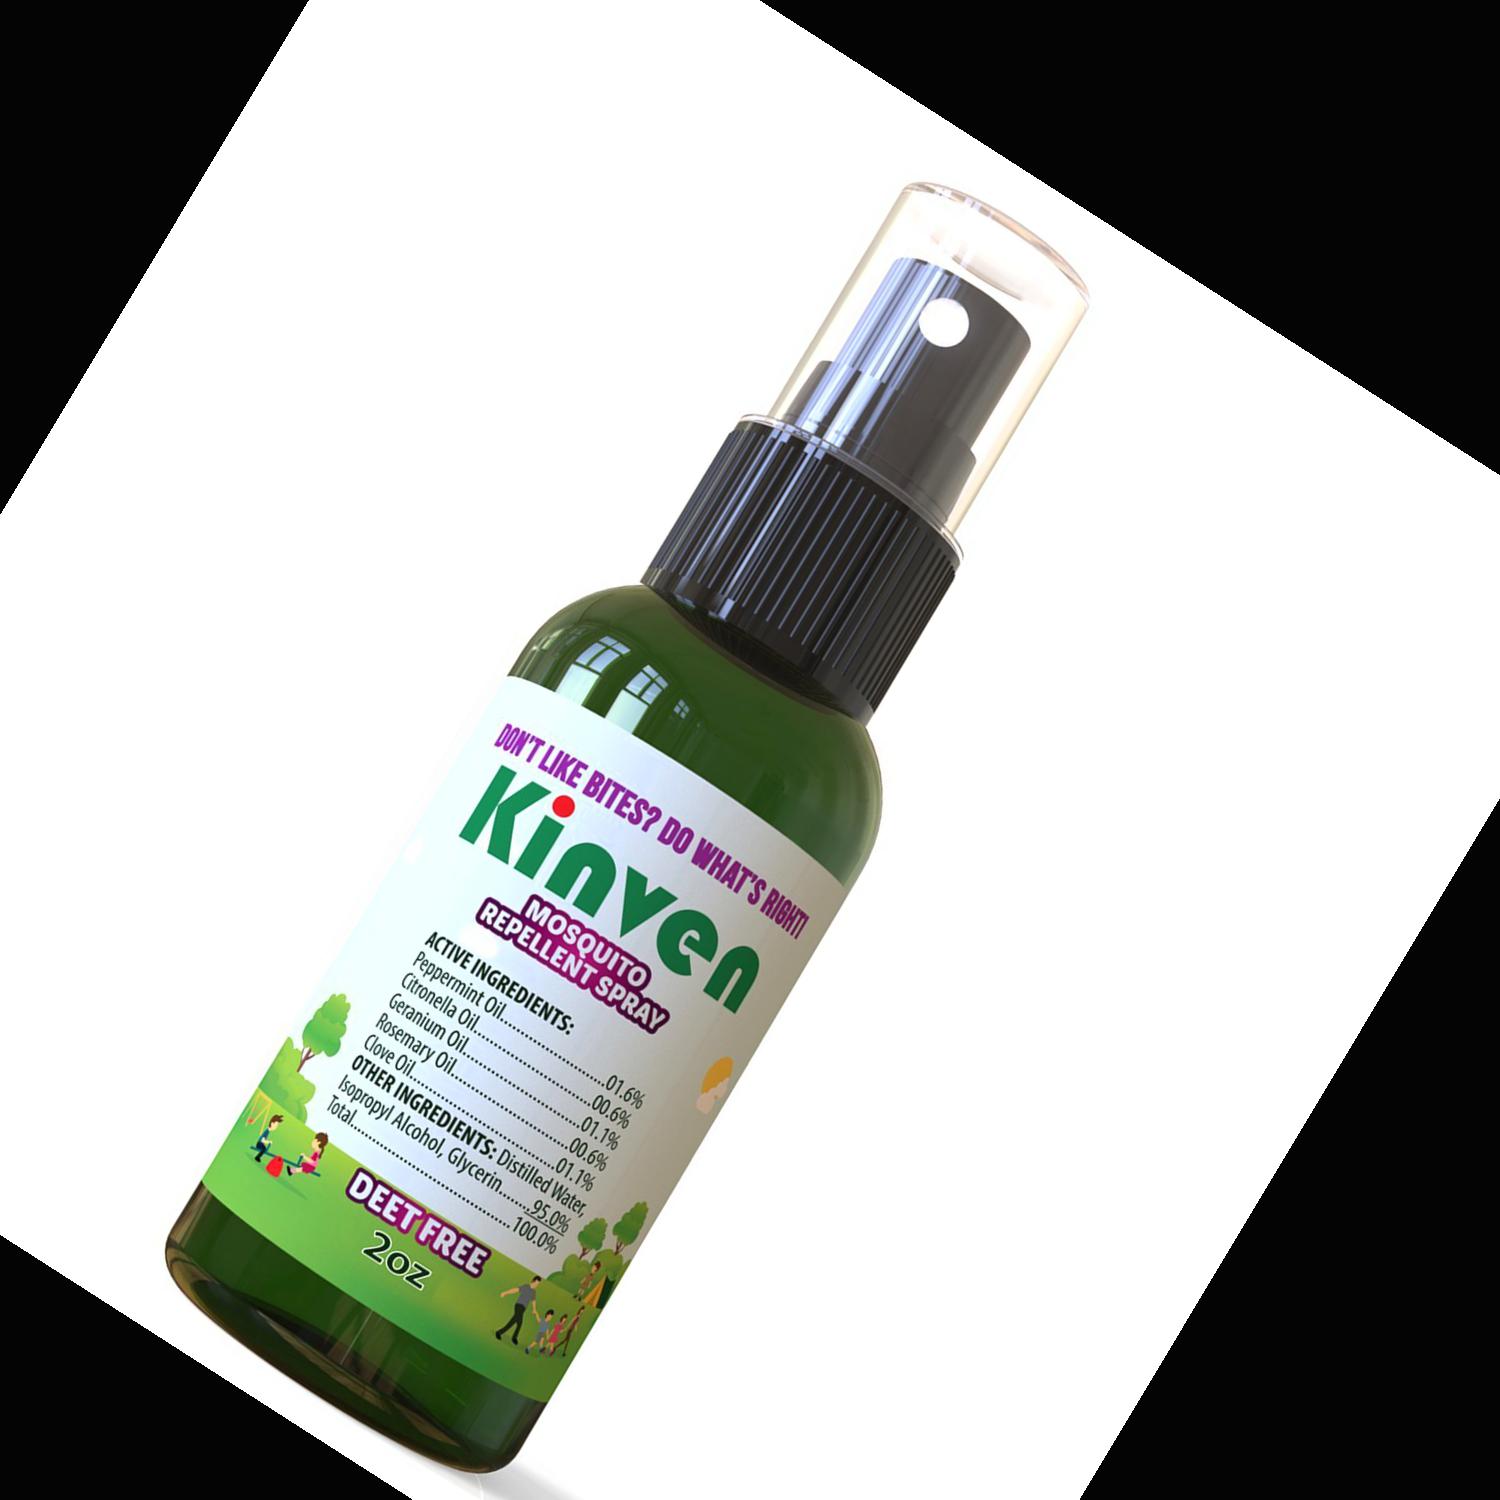 DON'T LIKE BITES? DO WHAT'S RIGHT!
Kinven
MOSQUITO
REPELLENT SPRAY
ACTIVE INGREDIENTS:
Peppermint Oil..........................01.6%
Citronella Oil.............................00.6%
Geranium Oil.............................01.1%
Rosemary Oil.............................00.6%
Clove Oil....................................01.1%
OTHER INGREDIENTS: Distilled Water,
Isopropyl Alcohol, Glycerin........95.0%
Total..........................................100.0%
DEET FREE
2oz